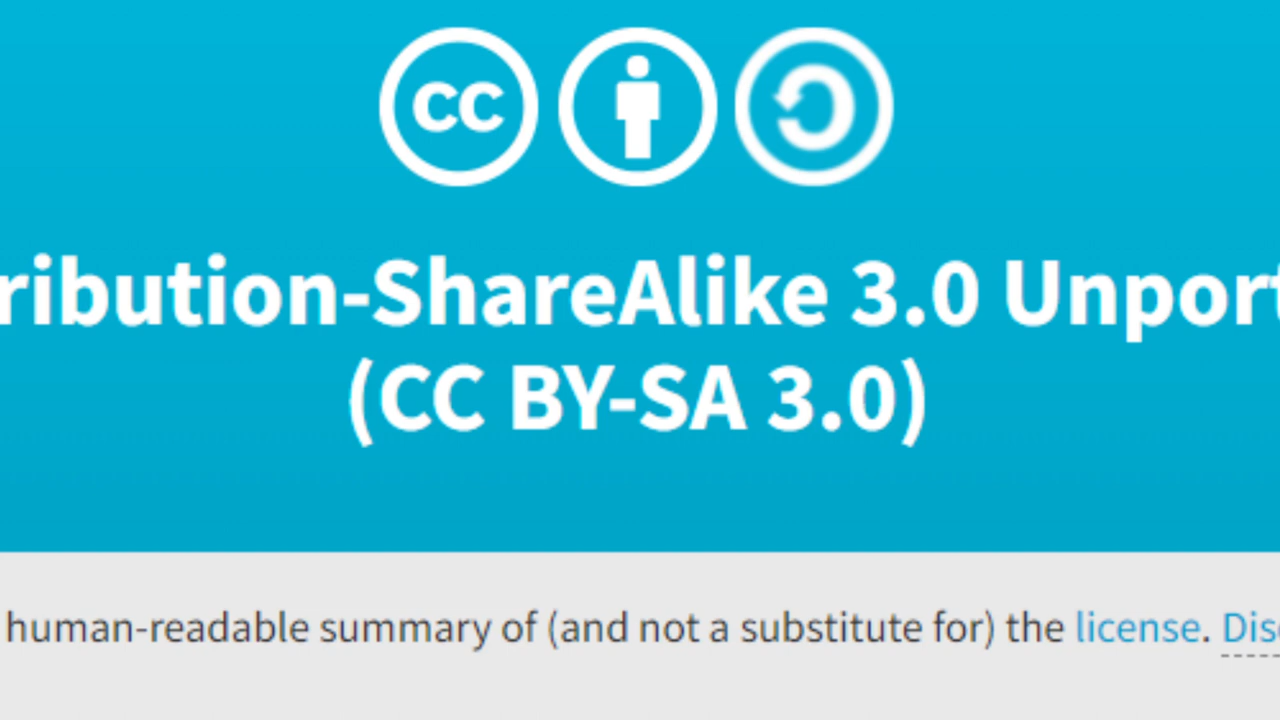 cc
ribution-ShareAlike 3.0 Unport
(CC BY-SA 3.0)
human-readable summary of (and not a substitute for) the license. Disc